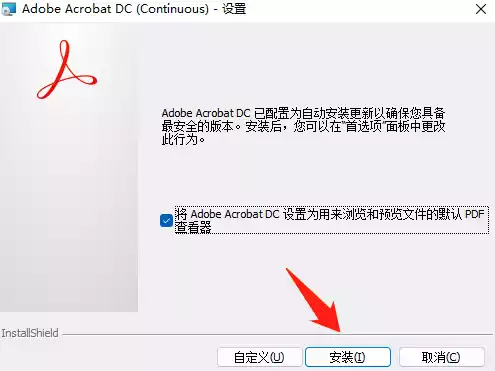 Adobe Acrobat DC (Continuous) - 设置
Adobe Acrobat DC 已配置为自动安装更新以确保您具备
最安全的版本。安装后，您可以在“首选项”面板中更改
此行为。
将 Adobe Acrobat DC 设置为用来浏览和预览文件的默认 PDF
查看器
InstallShield
自定义(U)
安装(I)
取消(C)